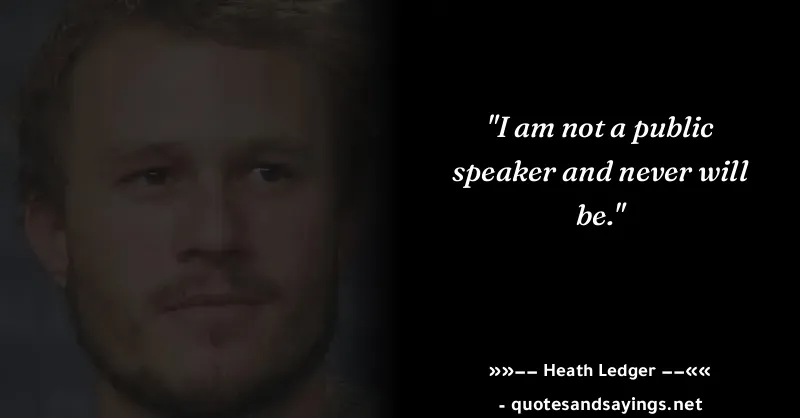 "I am not a public
speaker and never will
be."
»»−− Heath Ledger −−««
- quotesandsayings.net